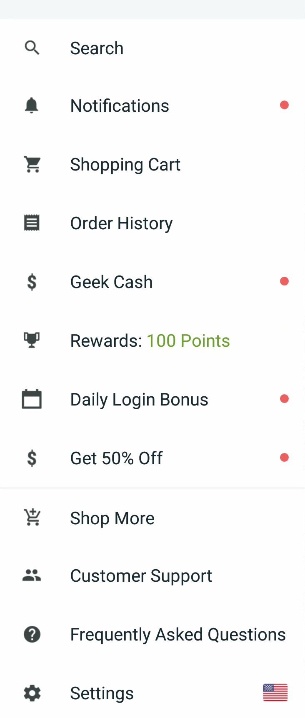 Search
Notifications
Shopping Cart
Order History
Geek Cash
Rewards: 100 Points
Daily Login Bonus
Get 50% Off
Shop More
Customer Support
Frequently Asked Questions
Settings